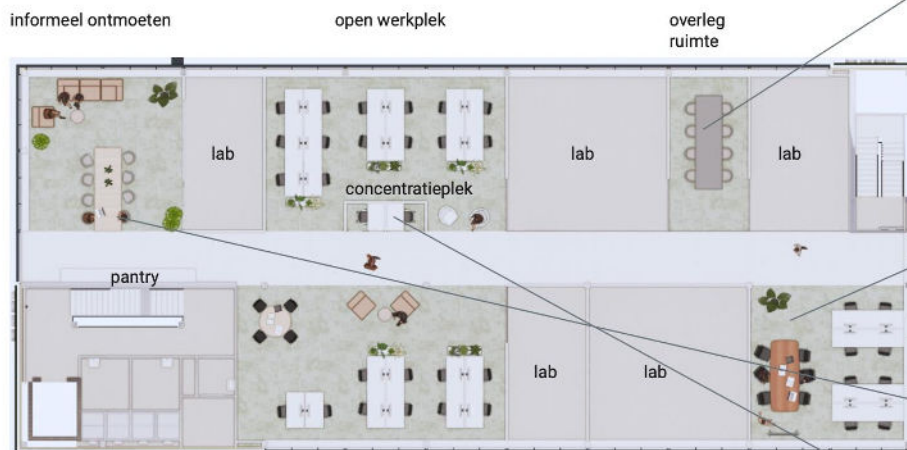 informeel ontmoeten
open werkplek
overleg
ruimte
lab
lab
lab
concentratieplek
pantry
lab
lab